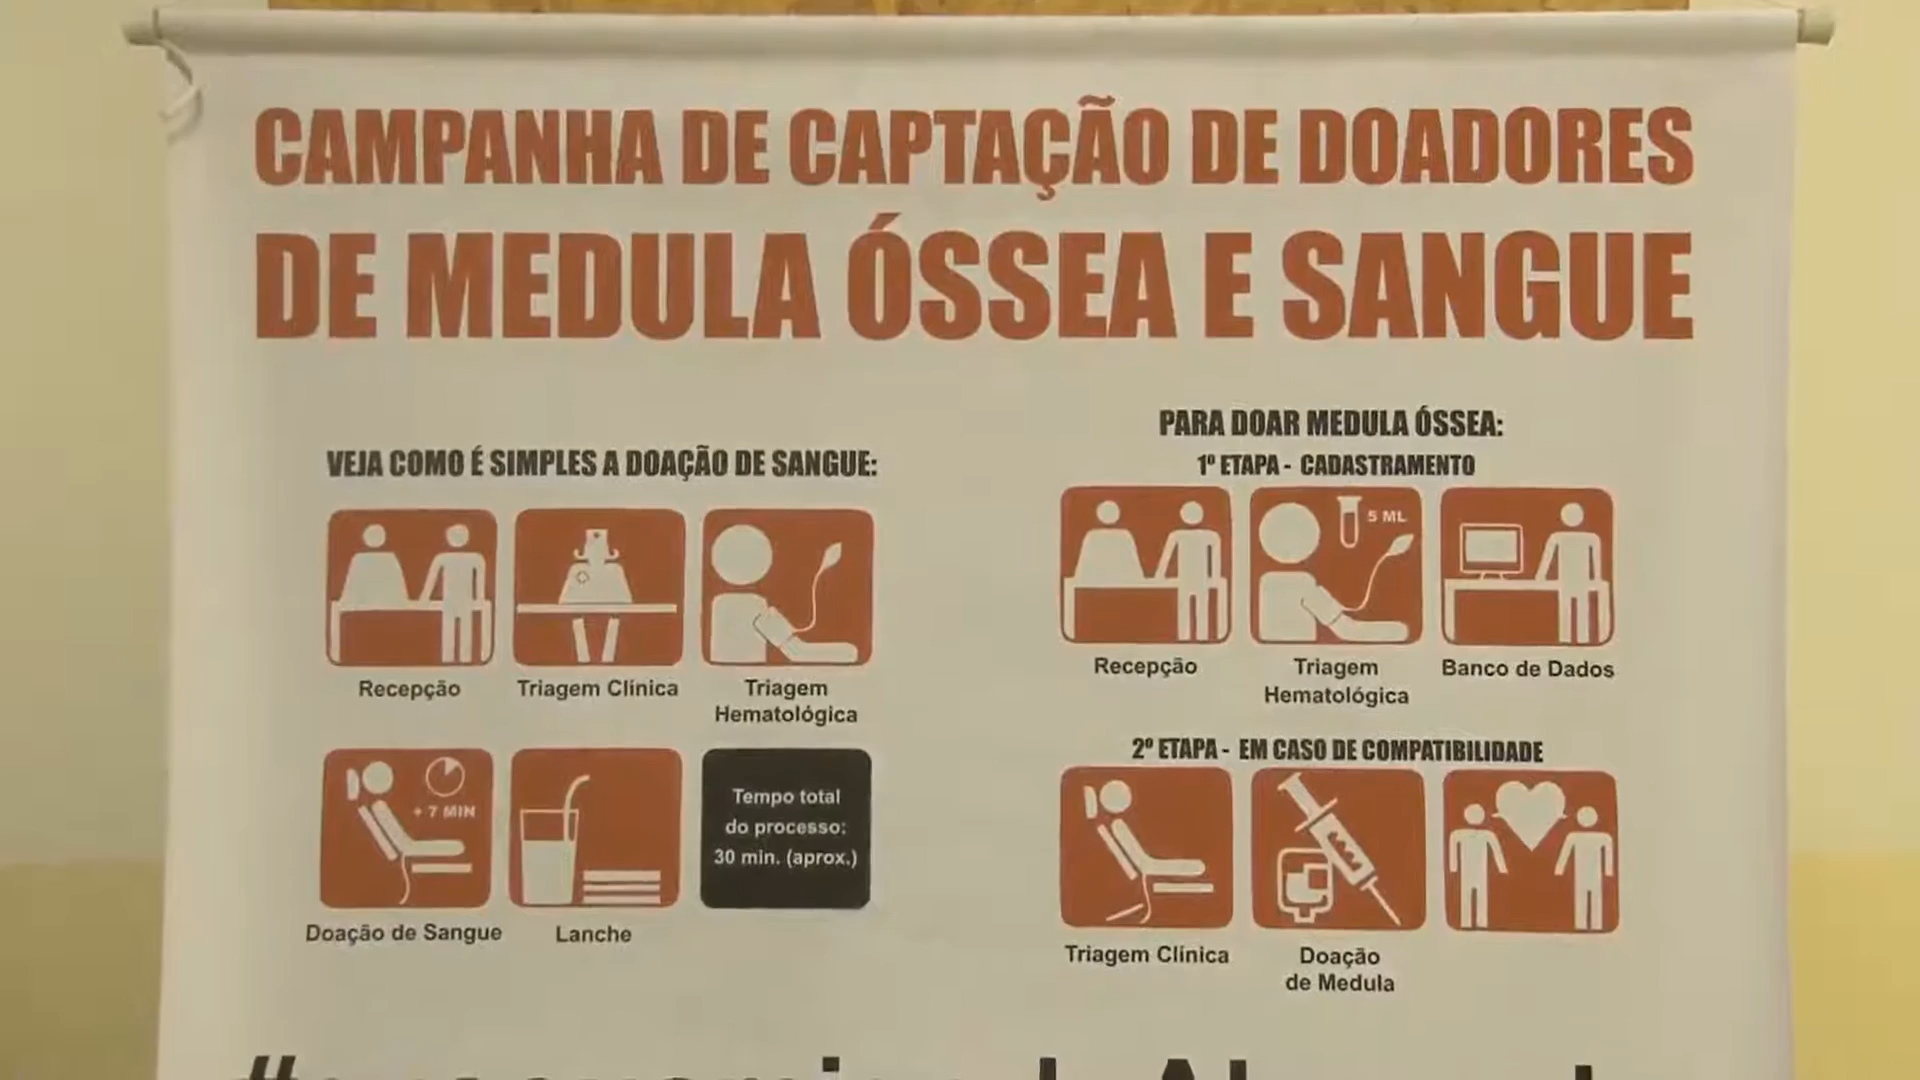 CAMPANHA DE CAPTAÇÃO DE DOADORES
DE MEDULA ÓSSEA E SANGUE
VEJA COMO É SIMPLES A DOAÇÃO DE SANGUE:
Recepção
Triagem Clínica
Triagem
Hematológica
+ 7 MIN
Doação de Sangue
Lanche
Tempo total
do processo:
30 min. (aprox.)
PARA DOAR MEDULA ÓSSEA:
1º ETAPA - CADASTRAMENTO
5 ML
Recepção
Triagem
Hematológica
Banco de Dados
2º ETAPA - EM CASO DE COMPATIBILIDADE
Triagem Clínica
Doação
de Medula